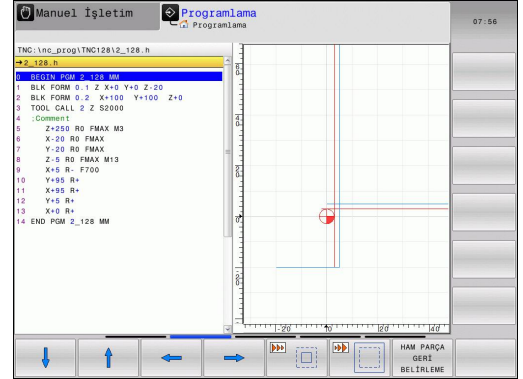 Manuel İşletim
Programlama
Programlama
07:56
TNC:\nc_prog\TNC128\2_128.h
→2_128.h
0 BEGIN PGM 2_128 MM
1 BLK FORM 0.1 Z X+0 Y+0 Z-20
2 BLK FORM 0.2 X+100 Y+100 Z+0
3 TOOL CALL 2 Z S2000
4 ;Comment
5 Z+250 R0 FMAX M3
6 X-20 R0 FMAX
7 Y-20 R0 FMAX
8 Z-5 R0 FMAX M13
9 X+5 R- F700
10 Y+95 R+
11 X+95 R+
12 Y+5 R+
13 X+0 R+
14 END PGM 2_128 MM
-20 0 20 40
HAM PARÇA
GERİ
BELİRLEME